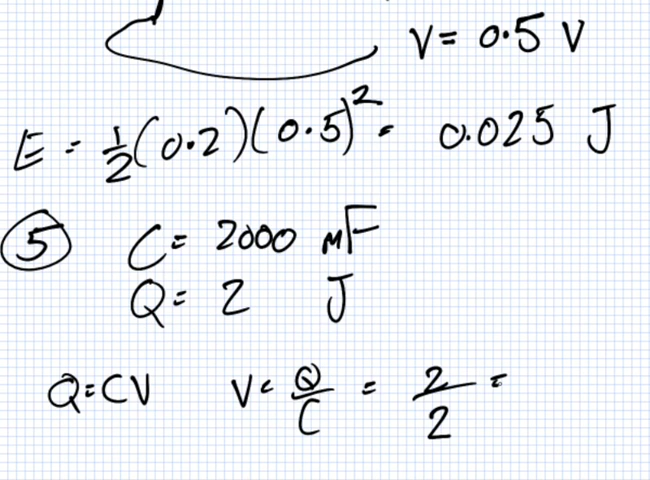 V = 0.5 V
E = 1/2 (0.2)(0.5)² = 0.025 J
⑤ C = 2000 mF
Q = 2 J
Q = CV V = Q/C = 2/2 =